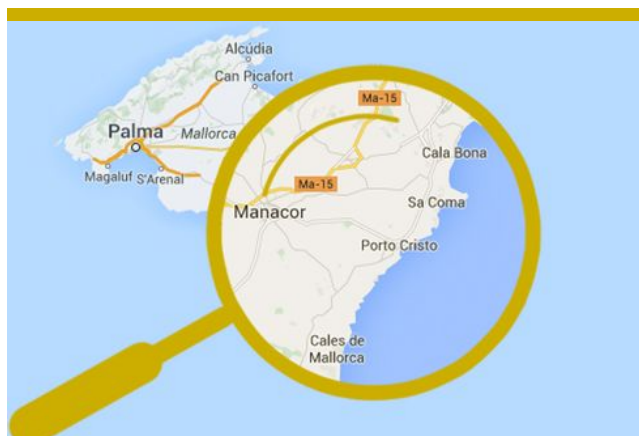 Alcúdia
Can Picafort
Palma
Mallorca
Magaluf
S'Arenal
Ma-15
Cala Bona
Ma-15
Manacor
Sa Coma
Porto Cristo
Cales de
Mallorca